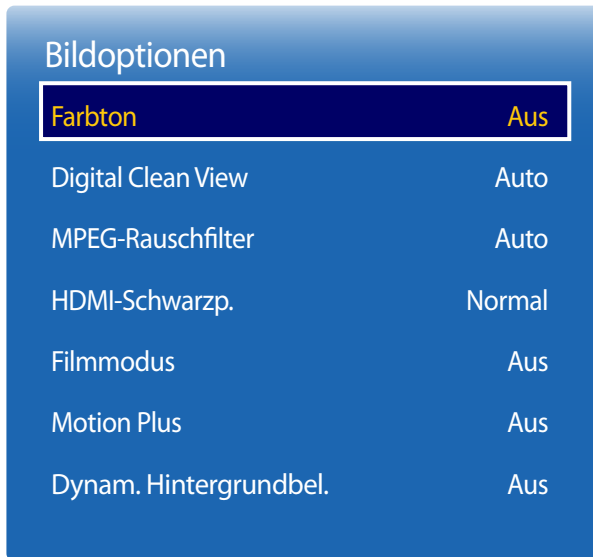 Bildoptionen
Farbton Aus
Digital Clean View Auto
MPEG-Rauschfilter Auto
HDMI-Schwarzp. Normal
Filmmodus Aus
Motion Plus Aus
Dynam. Hintergrundbel. Aus